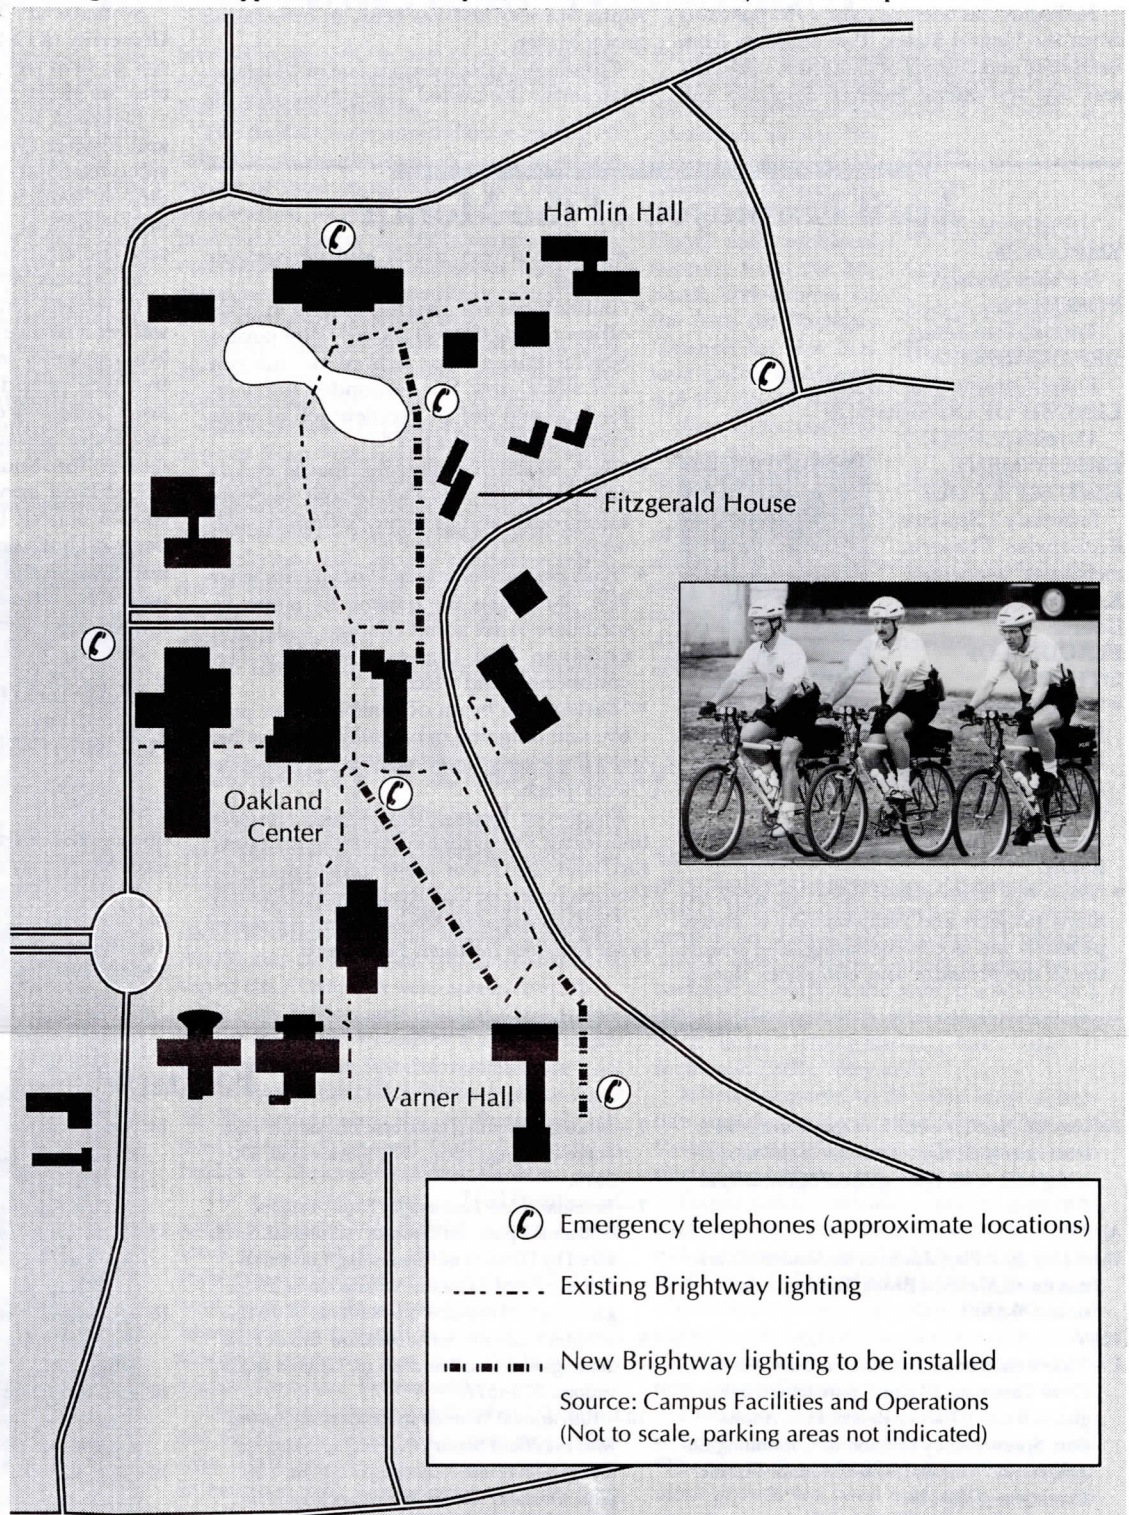 Hamlin Hall
Fitzgerald House
Oakland
Center
Varner Hall
Emergency telephones (approximate locations)
Existing Brightway lighting
New Brightway lighting to be installed
Source: Campus Facilities and Operations
(Not to scale, parking areas not indicated)